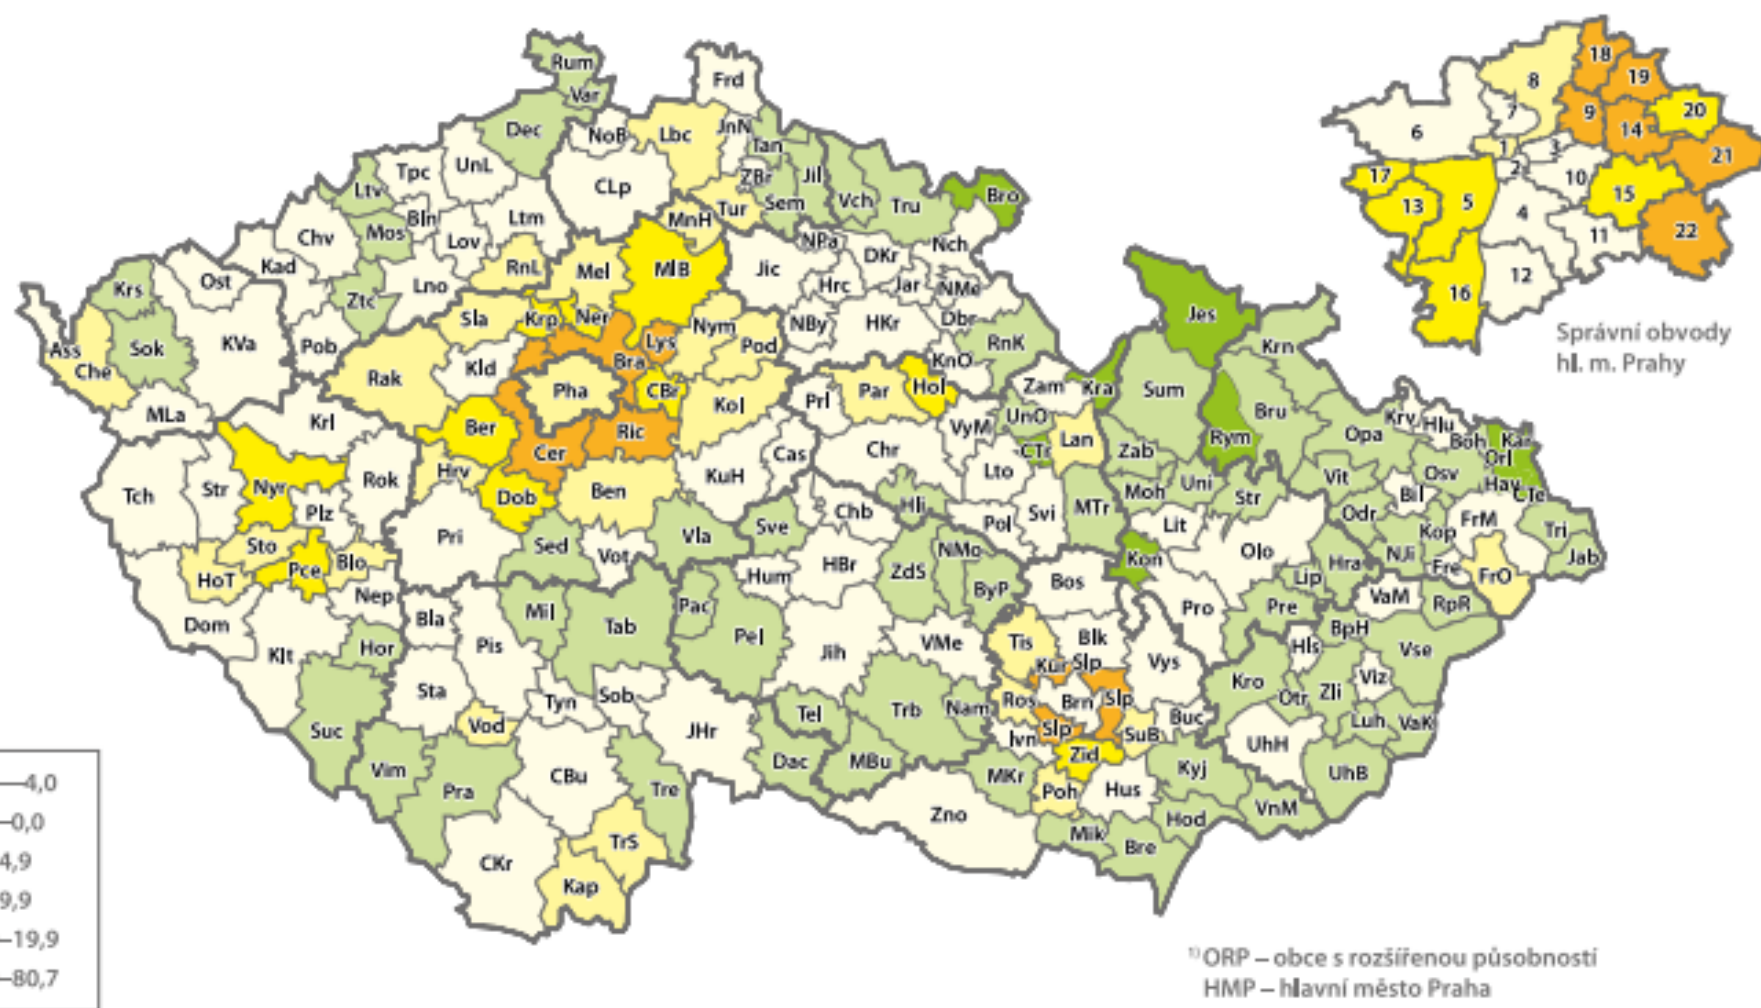 Rum
Frd
Var
Dec
NoB
Lbc
JnN
Tan
Tpc
UnL
CLp
ZBr
Jil
Ltv
Bln
Ltm
Tur
Sem
Vch
Tru
Bro
Chv
Mos
Lov
MnH
NPa
DKr
Nch
Kad
RnL
Mel
MlB
Jic
Ost
Krs
Ztc
Lno
Hrc
Jar
NMe
Sla
Krp
Ner
Nym
NBy
HKr
Dbr
RnK
Ass
Sok
KVa
Pob
Lys
Pod
KnO
Che
Kld
Bra
Rak
Pha
CBr
Kol
Prl
Par
Hol
Zam
Kra
Sum
Jes
Krn
MLa
Krl
Ber
Ric
VyM
UnO
Lan
Rym
Bru
Krv
Hlu
Boh
Kar
Cer
Cas
Chr
CTr
Zab
Opa
Orl
Tch
Str
Nyr
Rok
Hrv
Ben
KuH
Lto
Moh
Uni
Str
Vit
Osv
Hav
CTe
Plz
Dob
Hli
Chb
Svi
MTr
Bil
Pri
Sed
Vot
Vla
Sve
Pol
Lit
Odr
Kop
FrM
Tri
Sto
Pce
Blo
Hum
HBr
ZdS
NMo
Kon
Olo
Hra
NJi
Fre
Jab
HoT
Nep
ByP
Bos
Lip
FrO
Dom
Bla
Mil
Tab
Pac
Pel
Pro
Pre
VaM
RpR
Klt
Hor
Pis
Jih
VMe
Tis
Blk
Vys
BpH
Hls
Vse
Sta
Kur
Slp
Kro
Zli
Viz
Suc
Vod
Tyn
Sob
JHr
Tel
Trb
Nam
Ros
Brn
Slp
Otr
Luh
VaK
Ivn
Slp
SuB
Buc
UhH
Vim
Pra
CBu
Tre
Dac
MBu
MKr
Zid
Kyj
UhB
Poh
Hus
CKr
TrS
Zno
Mik
Bre
Hod
VnM
Kap
18
19
8
9
20
7
6
14
1
3
21
2
17
10
15
13
5
4
11
22
12
16
Správní obvody
hl. m. Prahy
–4,0
–0,0
4,9
9,9
–19,9
–80,7
1) ORP – obce s rozšířenou působností
HMP – hlavní město Praha